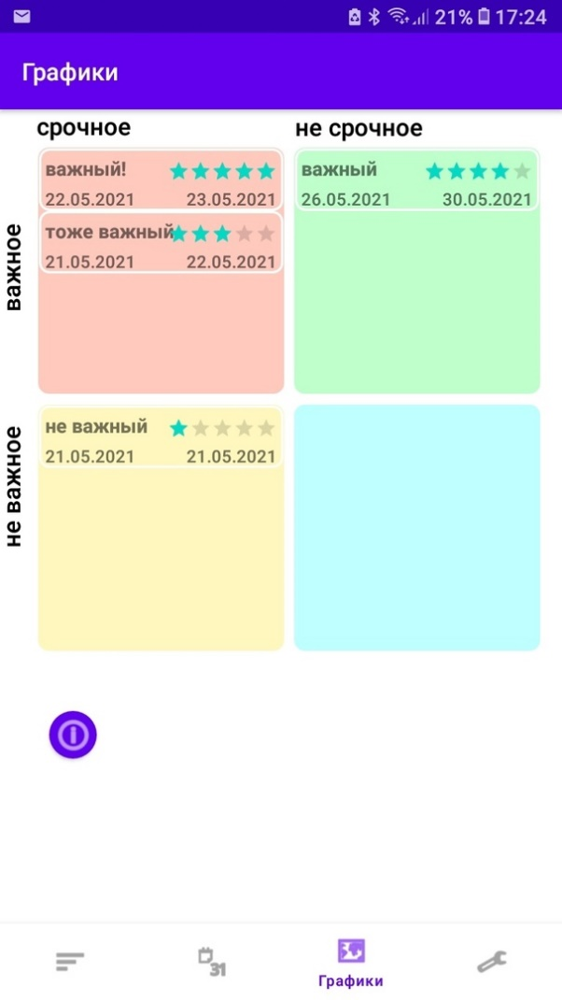 21% 17:24
Графики
срочное
не срочное
важное
важный!
22.05.2021 23.05.2021
тоже важный
21.05.2021 22.05.2021
важный
26.05.2021 30.05.2021
не важное
не важный
21.05.2021 21.05.2021
31
Графики